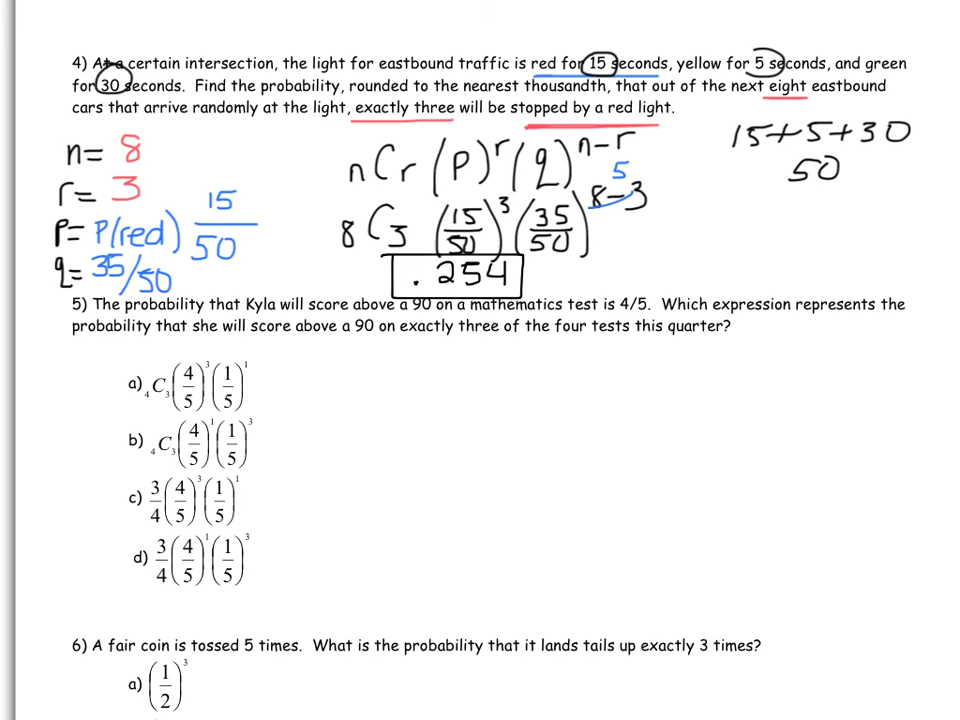 4) At a certain intersection, the light for eastbound traffic is red for 15 seconds, yellow for 5 seconds, and green
for 30 seconds. Find the probability, rounded to the nearest thousandth, that out of the next eight eastbound
cars that arrive randomly at the light, exactly three will be stopped by a red light.
15+5+30
50
n= 8
r= 3
p= P(red) 15/50
q= 35/50
nCr (p)^r (q)^n-r
5
8C3 (15/50)^3 (35/50)^8-3
.254
5) The probability that Kyla will score above a 90 on a mathematics test is 4/5. Which expression represents the
probability that she will score above a 90 on exactly three of the four tests this quarter?
a) 4C3 (4/5)^3 (1/5)^1
b) 4C3 (4/5)^1 (1/5)^3
c) 3/4 (4/5)^3 (1/5)^1
d) 3/4 (4/5)^1 (1/5)^3
6) A fair coin is tossed 5 times. What is the probability that it lands tails up exactly 3 times?
a) (1/2)^3